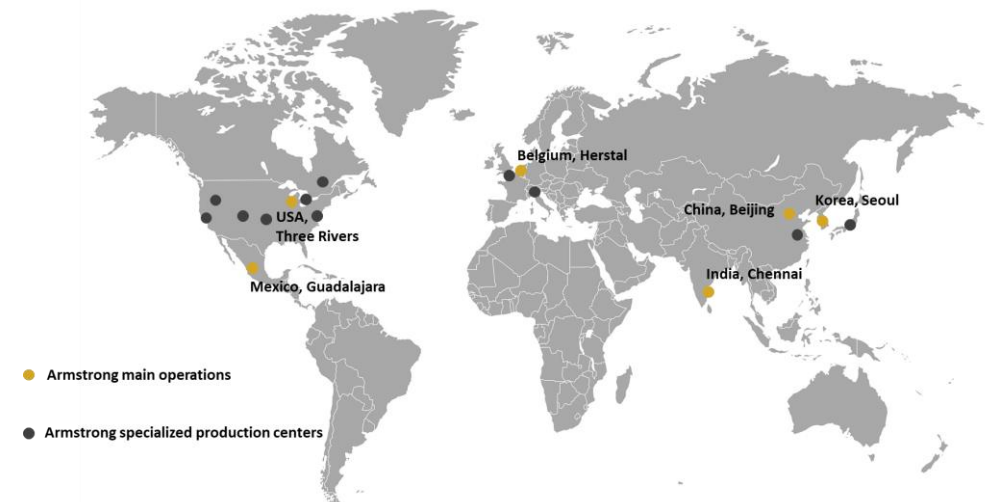 Belgium, Herstal
Korea, Seoul
China, Beijing
USA,
Three Rivers
India, Chennai
Mexico, Guadalajara
Armstrong main operations
Armstrong specialized production centers